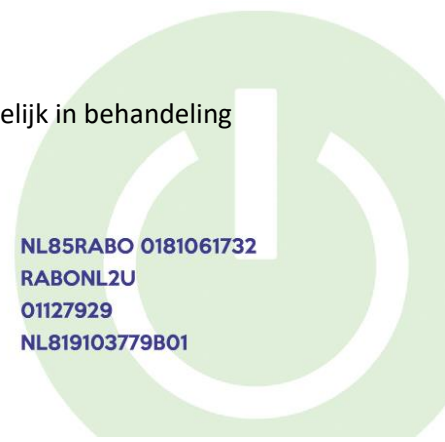 elijk in behandeling
NL85RABO 0181061732
RABONL2U
01127929
NL819103779B01